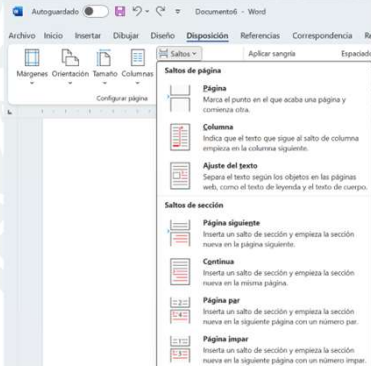 Autoguardado
Documento6 - Word
Archivo Inicio Insertar Dibujar Diseño Disposición Referencias Correspondencia
Márgenes Orientación Tamaño Columnas
Saltos
Aplicar sangría
Espaciado
Configurar página
Saltos de página
Página
Marca el punto en el que acaba una página y
comienza otra.
Columna
Indica que el texto que sigue al salto de columna
empieza en la columna siguiente.
Ajuste del texto
Separa el texto según los objetos en las páginas
web, como el texto de leyenda y el texto de cuerpo.
Saltos de sección
Página siguiente
Inserta un salto de sección y empieza la sección
nueva en la página siguiente.
Continua
Inserta un salto de sección y empieza la sección
nueva en la misma página.
Página par
Inserta un salto de sección y empieza la sección
nueva en la siguiente página con un número par.
Página impar
Inserta un salto de sección y empieza la sección
nueva en la siguiente página con un número impar.